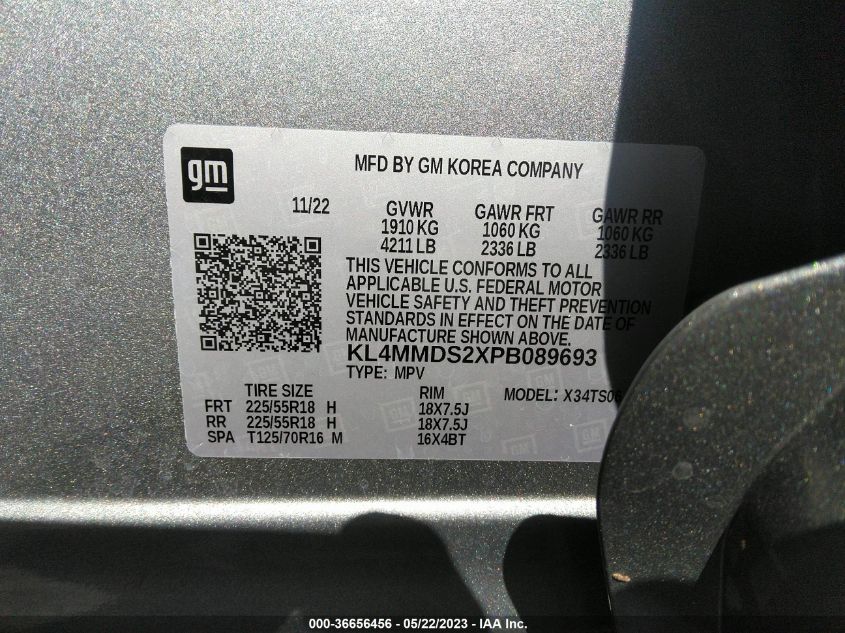 gm
MFD BY GM KOREA COMPANY
11/22 GVWR GAWR FRT GAWR RR
1910 KG 1060 KG 1060 KG
4211 LB 2336 LB 2336 LB
THIS VEHICLE CONFORMS TO ALL
APPLICABLE U.S. FEDERAL MOTOR
VEHICLE SAFETY AND THEFT PREVENTION
STANDARDS IN EFFECT ON THE DATE OF
MANUFACTURE SHOWN ABOVE.
KL4MMDS2XPB089693
TYPE: MPV
TIRE SIZE RIM MODEL: X34TS06
FRT 225/55R18 H 18X7.5J
RR 225/55R18 H 18X7.5J
SPA T125/70R16 M 16X4BT
000-36656456 - 05/22/2023 - IAA Inc.